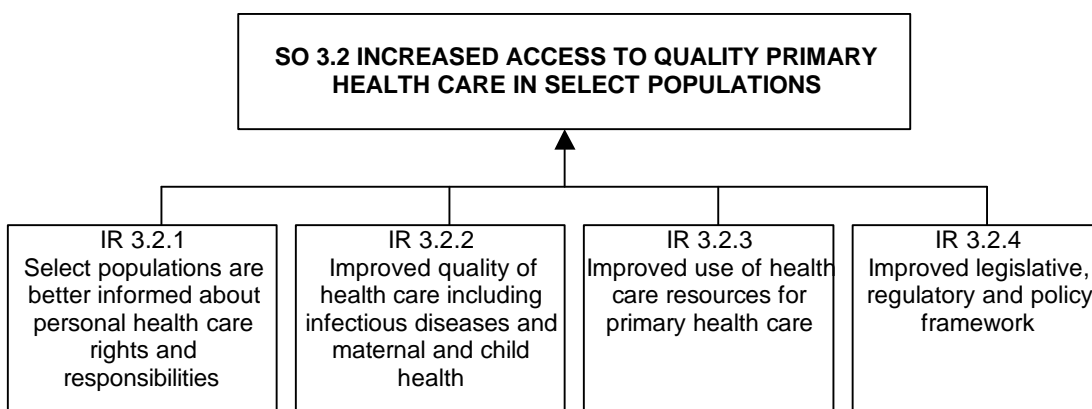 SO 3.2 INCREASED ACCESS TO QUALITY PRIMARY
HEALTH CARE IN SELECT POPULATIONS
IR 3.2.1
Select populations are
better informed about
personal health care
rights and
responsibilities
IR 3.2.2
Improved quality of
health care including
infectious diseases and
maternal and child
health
IR 3.2.3
Improved use of health
care resources for
primary health care
IR 3.2.4
Improved legislative,
regulatory and policy
framework